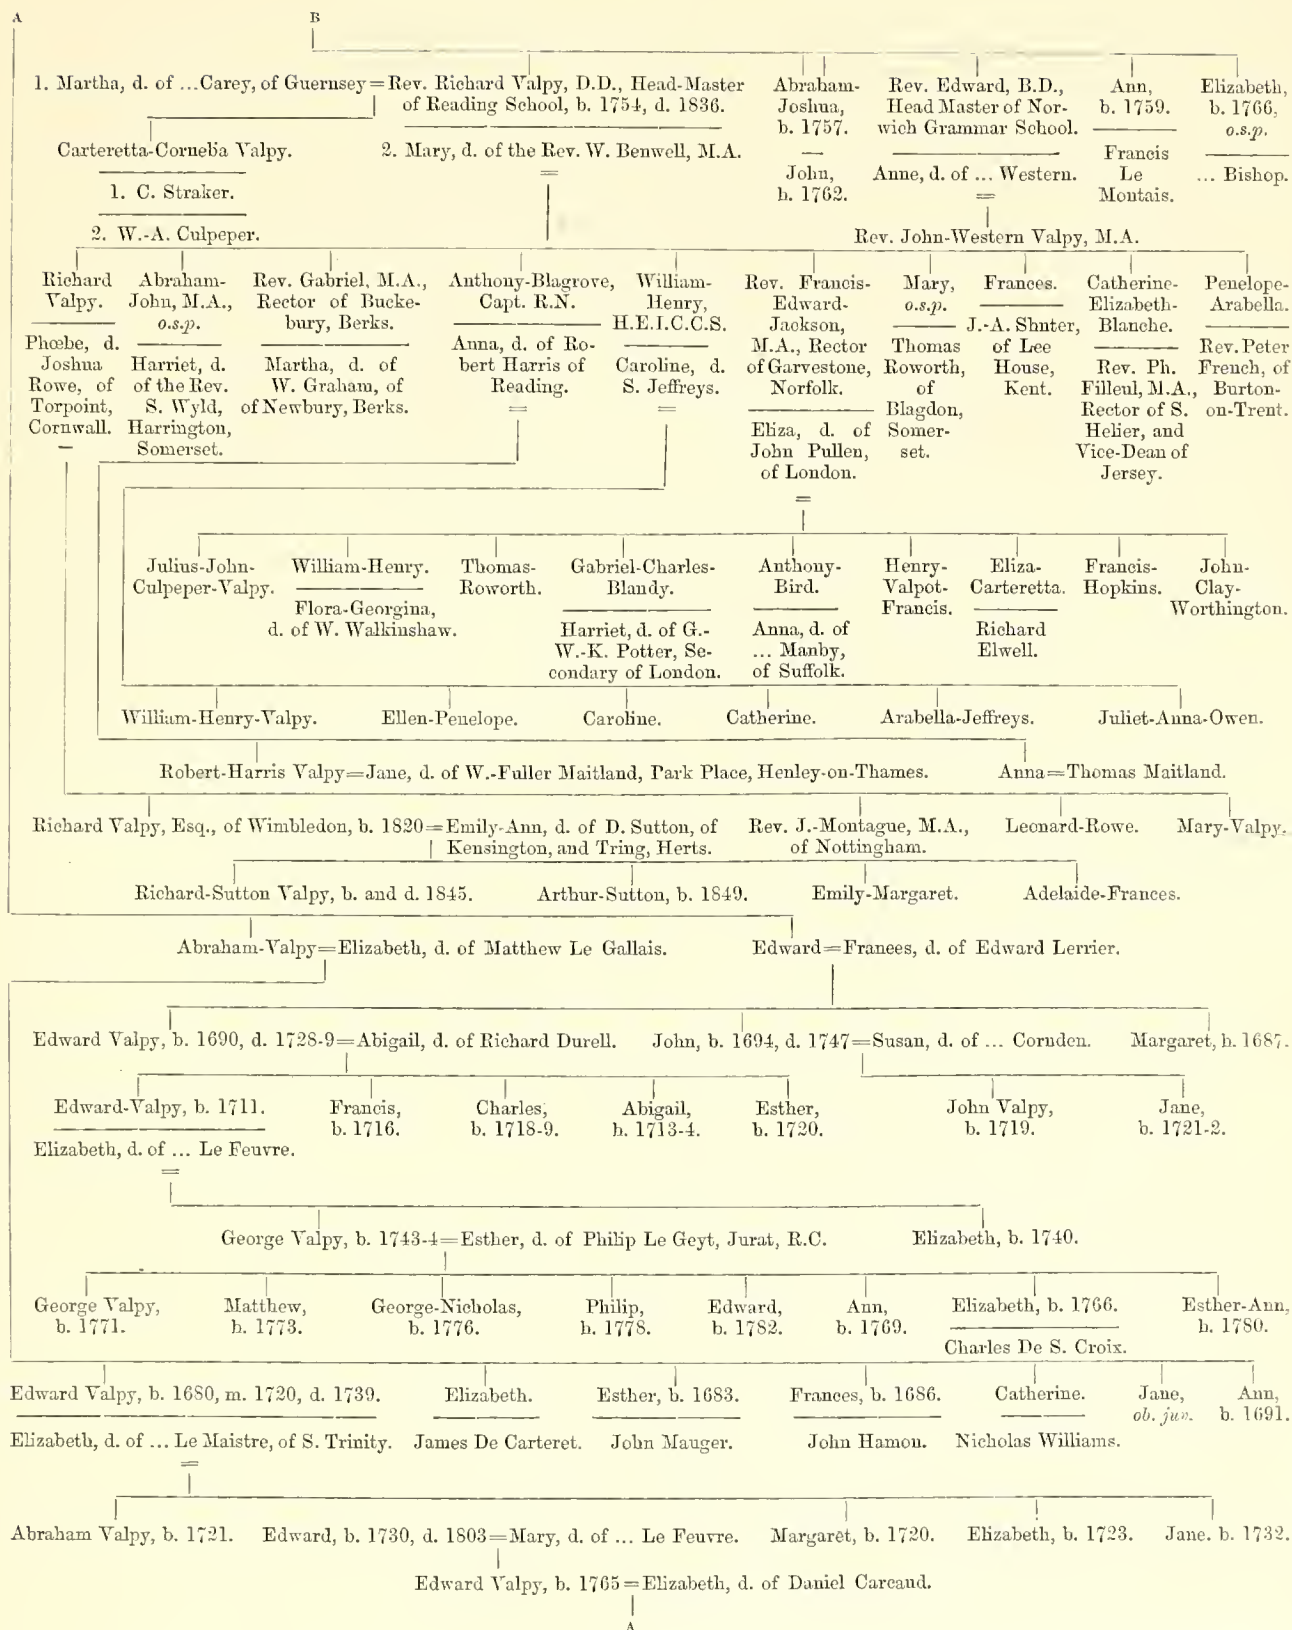 A
B
1. Martha, d. of ... Carey, of Guernsey=Rev. Richard Valpy, D.D., Head-Master
of Reading School, b. 1754, d. 1836.
Abraham-
Joshua,
b. 1757.
John,
b. 1762.
Rev. Edward, B.D.,
Head Master of Nor-
wich Grammar School.
Anne, d. of ... Western.
=
Ann,
b. 1759.
Francis
Le
Montais.
Elizabeth,
b. 1766,
o.s.p.
... Bishop.
Carteretta-Cornelia Valpy.
1. C. Straker.
2. W.-A. Culpeper.
2. Mary, d. of the Rev. W. Benwell, M.A.
=
Rev. John-Western Valpy, M.A.
Richard
Valpy.
Phœbe, d.
Joshua
Rowe, of
Torpoint,
Cornwall.
Abraham-
John, M.A.,
o.s.p.
Harriet, d.
of the Rev.
S. Wyld,
Harrington,
Somerset.
Rev. Gabriel, M.A.,
Rector of Bucke-
bury, Berks.
Martha, d. of
W. Graham, of
of Newbury, Berks.
Anthony-Blagrove,
Capt. R.N.
Anna, d. of Ro-
bert Harris of
Reading.
=
William-
Henry,
H.E.I.C.C.S.
Caroline, d.
S. Jeffreys.
=
Rev. Francis-
Edward-
Jackson,
M.A., Rector
of Garvestone,
Norfolk.
Eliza, d. of
John Pullen,
of London.
=
Mary,
o.s.p.
Thomas
Roworth,
of
Blagdon,
Somer-
set.
Frances.
J.-A. Shuter,
of Lee
House,
Kent.
Catherine-
Elizabeth-
Blanche.
Rev. Ph.
Filleul, M.A.,
Rector of S.
Helier, and
Vice-Dean of
Jersey.
Penelope-
Arabella.
Rev. Peter
French, of
Burton-
on-Trent.
Julius-John-
Culpeper-Valpy.
William-Henry.
Flora-Georgina,
d. of W. Walkinshaw.
Thomas-
Roworth.
Gabriel-Charles-
Blandy.
Harriet, d. of G.-
W.-K. Potter, Se-
condary of London.
Anthony-
Bird.
Anna, d. of
... Manby,
of Suffolk.
Henry-
Valpot-
Francis.
Eliza-
Carteretta.
Richard
Elwell.
Francis-
Hopkins.
John-
Clay-
Worthington.
William-Henry-Valpy. Ellen-Penelope. Caroline. Catherine. Arabella-Jeffreys. Juliet-Anna-Owen.
Robert-Harris Valpy=Jane, d. of W.-Fuller Maitland, Park Place, Henley-on-Thames. Anna=Thomas Maitland.
Richard Valpy, Esq., of Wimbledon, b. 1820=Emily-Ann, d. of D. Sutton, of
Kensington, and Tring, Herts.
Rev. J.-Montague, M.A.,
of Nottingham.
Leonard-Rowe. Mary-Valpy.
Richard-Sutton Valpy, b. and d. 1845. Arthur-Sutton, b. 1849. Emily-Margaret. Adelaide-Frances.
Abraham-Valpy=Elizabeth, d. of Matthew Le Gallais. Edward=Franees, d. of Edward Lerrier.
Edward Valpy, b. 1690, d. 1728-9=Abigail, d. of Richard Durell. John, b. 1694, d. 1747=Susan, d. of ... Cornden. Margaret, b. 1687.
Edward-Valpy, b. 1711.
Elizabeth, d. of ... Le Feuvre.
=
Francis,
b. 1716.
Charles,
b. 1718-9.
Abigail,
b. 1713-4.
Esther,
b. 1720.
John Valpy,
b. 1719.
Jane,
b. 1721-2.
George Valpy, b. 1743-4=Esther, d. of Philip Le Geyt, Jurat, R.C. Elizabeth, b. 1740.
George Valpy,
b. 1771.
Matthew,
b. 1773.
George-Nicholas,
b. 1776.
Philip,
b. 1778.
Edward,
b. 1782.
Ann,
b. 1769.
Elizabeth, b. 1766.
Charles De S. Croix.
Esther-Ann,
b. 1780.
Edward Valpy, b. 1680, m. 1720, d. 1739.
Elizabeth, d. of ... Le Maistre, of S. Trinity.
=
Elizabeth.
James De Carteret.
Esther, b. 1683.
John Mauger.
Frances, b. 1686.
John Hamon.
Catherine.
Nicholas Williams.
Jane,
ob. juv.
Ann,
b. 1691.
Abraham Valpy, b. 1721. Edward, b. 1730, d. 1803=Mary, d. of ... Le Feuvre. Margaret, b. 1720. Elizabeth, b. 1723. Jane. b. 1732.
Edward Valpy, b. 1765=Elizabeth, d. of Daniel Carcaud.
A